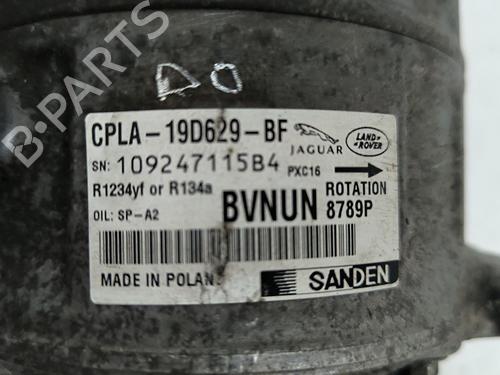 DO
CPLA-19D629-BF
JAGUAR
LAND ROVER
SN: 109247115B4
PXC16
R1234yf or R134a
ROTATION
OIL: SP-A2
BVNUN
8789P
MADE IN POLAN
SANDEN
B-PARTS